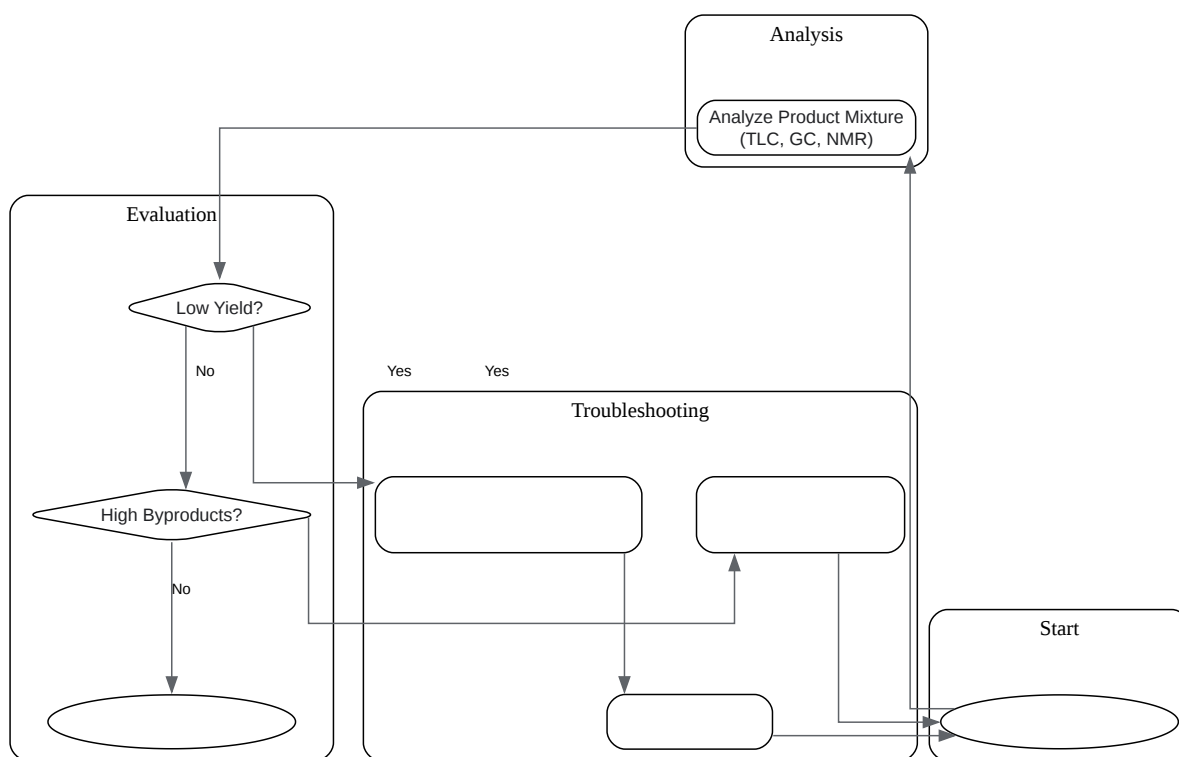 Analysis
Analyze Product Mixture
(TLC, GC, NMR)
Evaluation
Low Yield?
No
Yes
Yes
Troubleshooting
High Byproducts?
No
Start